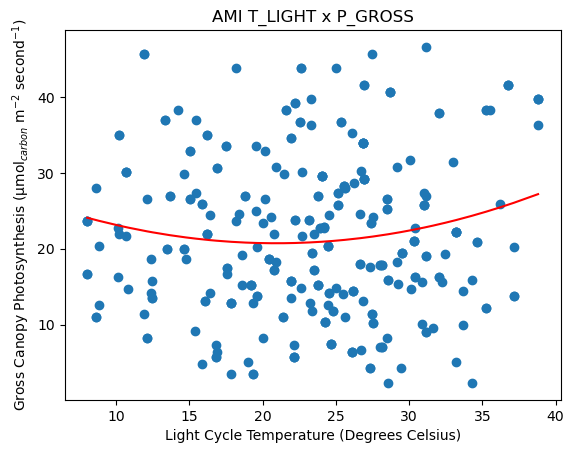 AMI T_LIGHT x P_GROSS
Gross Canopy Photosynthesis (μmol_carbon m⁻² second⁻¹)
40
30
20
10
10 15 20 25 30 35 40
Light Cycle Temperature (Degrees Celsius)